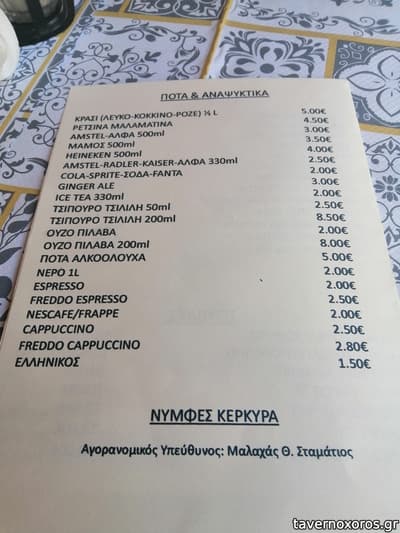 ΠΟΤΑ & ΑΝΑΨΥΚΤΙΚΑ
ΚΡΑΣΙ (ΛΕΥΚΟ-ΚΟΚΚΙΝΟ-ΡΟΖΕ) ½ L 5.00€
ΡΕΤΣΙΝΑ ΜΑΛΑΜΑΤΙΝΑ 4.50€
AMSTEL-ΑΛΦΑ 500ml 3.00€
ΜΑΜΟΣ 500ml 3.50€
HEINEKEN 500ml 4.00€
AMSTEL-RADLER-KAISER-ΑΛΦΑ 330ml 2.50€
COLA-SPRITE-ΣΟΔΑ-FANTA 2.00€
GINGER ALE 3.00€
ICE TEA 330ml 2.00€
ΤΣΙΠΟΥΡΟ ΤΣΙΛΙΛΗ 50ml 2.50€
ΤΣΙΠΟΥΡΟ ΤΣΙΛΙΛΗ 200ml 8.50€
ΟΥΖΟ ΠΙΛΑΒΑ 2.00€
ΟΥΖΟ ΠΙΛΑΒΑ 200ml 8.00€
ΠΟΤΑ ΑΛΚΟΟΛΟΥΧΑ 5.00€
ΝΕΡΟ 1L 2.00€
ESPRESSO 2.00€
FREDDO ESPRESSO 2.50€
NESCAFE/FRAPPE 2.00€
CAPPUCCINO 2.50€
FREDDO CAPPUCCINO 2.80€
ΕΛΛΗΝΙΚΟΣ 1.50€
ΝΥΜΦΕΣ ΚΕΡΚΥΡΑ
Αγορανομικός Υπεύθυνος: Μαλαχάς Θ. Σταμάτιος
tavernoxoros.gr